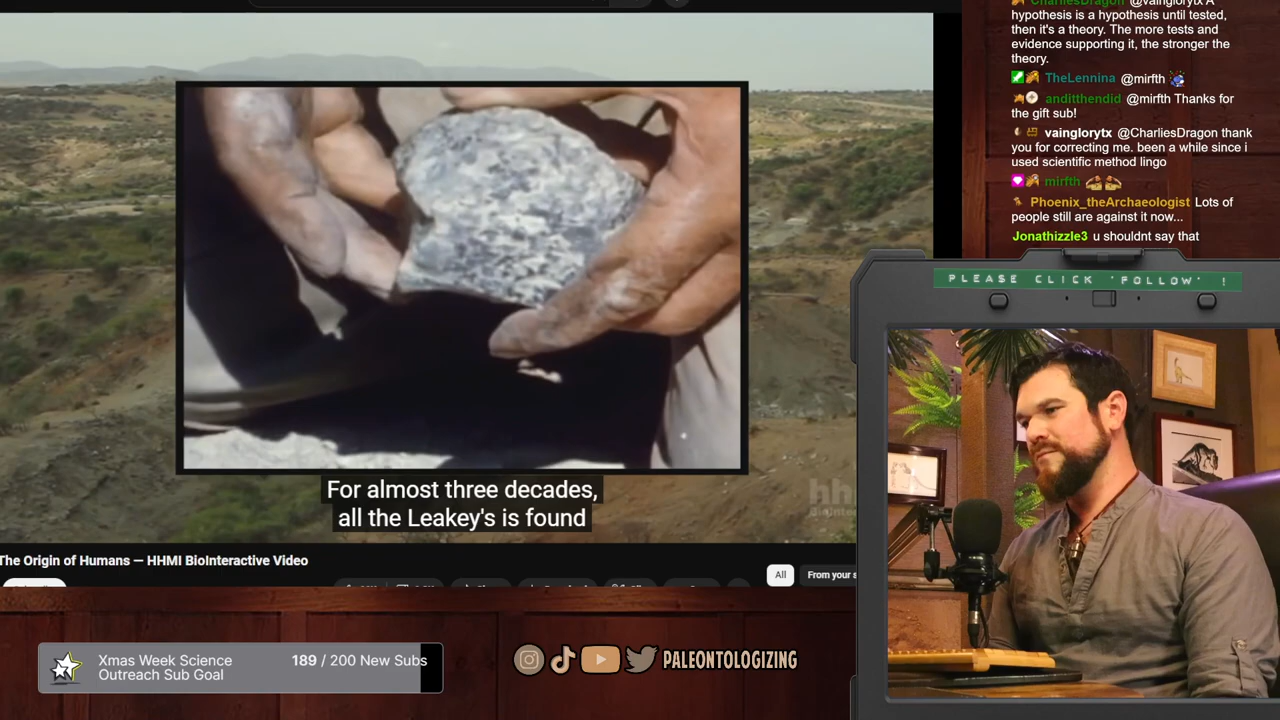 CharliesDragon @vainglorytx A
hypothesis is a hypothesis until tested,
then it's a theory. The more tests and
evidence supporting it, the stronger the
theory.
TheLennina @mirfth
anditthendid @mirfth Thanks for
the gift sub!
vainglorytx @CharliesDragon thank
you for correcting me. been a while since i
used scientific method lingo
mirfth
Phoenix_theArchaeologist Lots of
people still are against it now...
Jonathizzle3 u shouldnt say that
PLEASE CLICK 'FOLLOW' !
For almost three decades,
all the Leakey's is found
hh
The Origin of Humans — HHMI BioInteractive Video
All
From your s
Xmas Week Science
Outreach Sub Goal
189 / 200 New Subs
PALEONTOLOGIZING